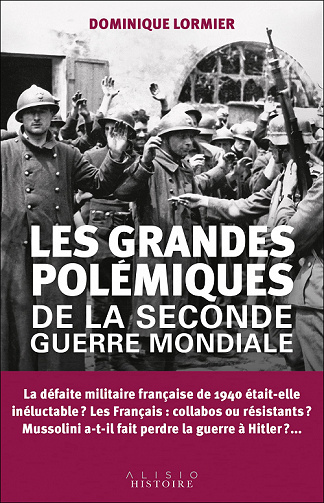 DOMINIQUE LORMIER
LES GRANDES
POLÉMIQUES
DE LA SECONDE
GUERRE MONDIALE
La défaite militaire française de 1940 était-elle
inéluctable ? Les Français : collabos ou résistants ?
Mussolini a-t-il fait perdre la guerre à Hitler ?...
ALISIO
HISTOIRE